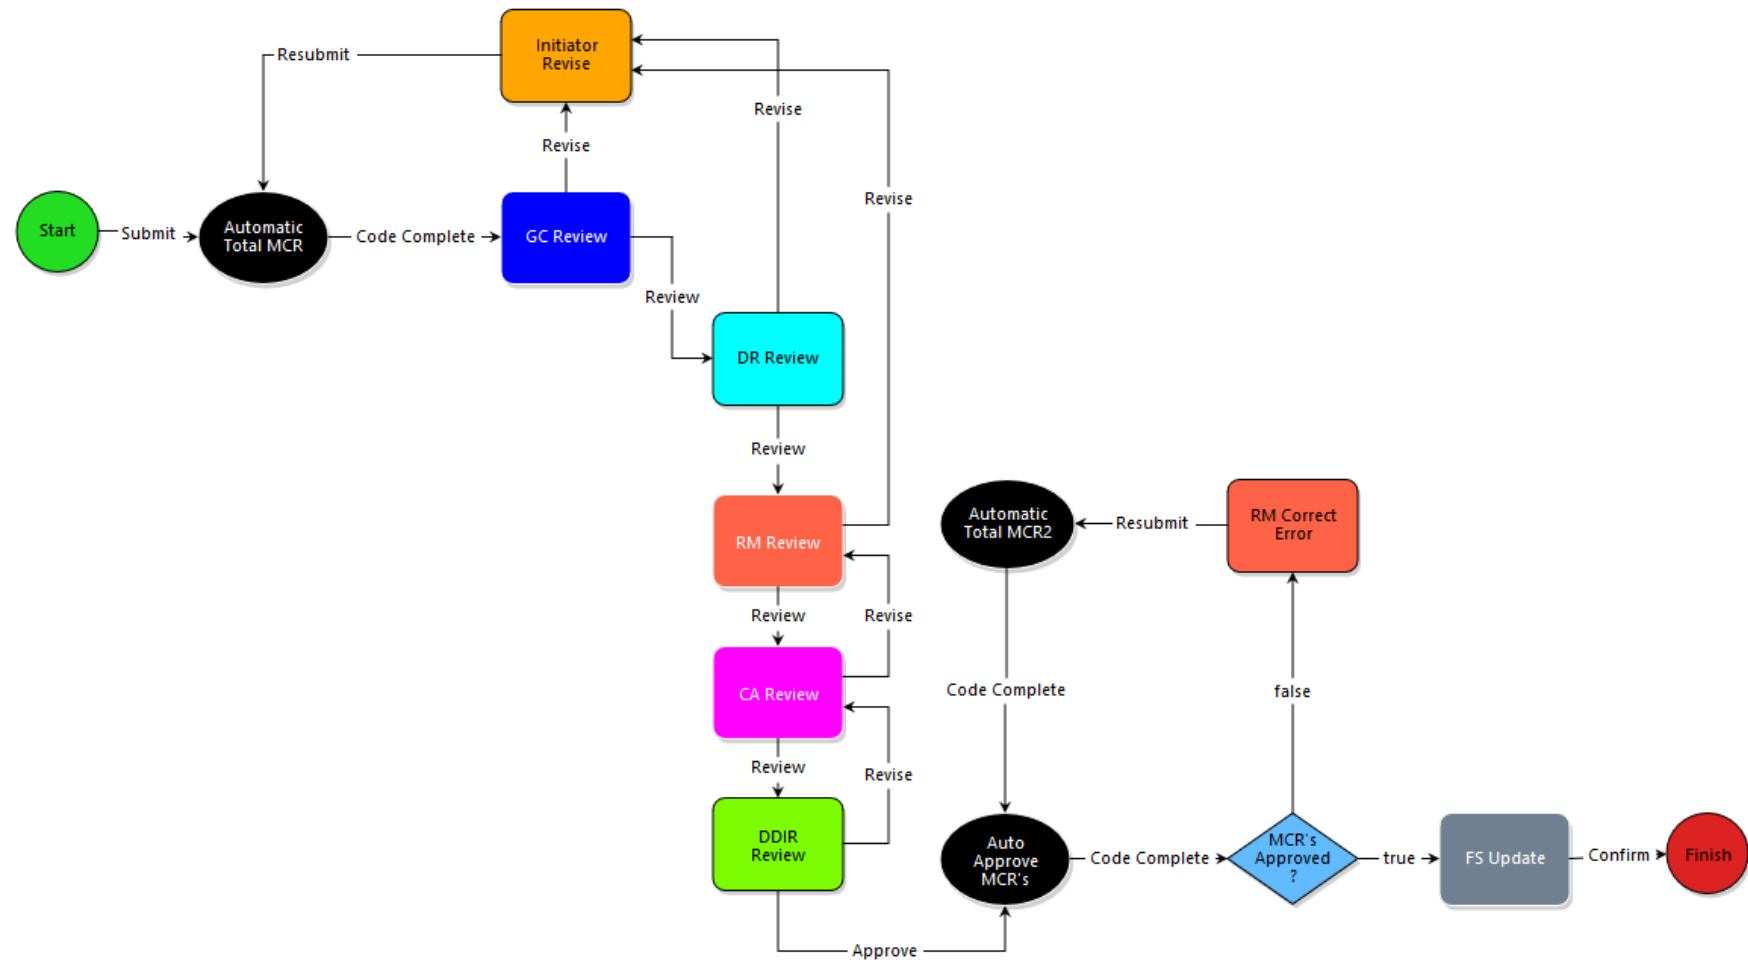 Initiator
Revise
Resubmit
Revise
Revise
Revise
Start
Submit
Automatic
Total MCR
Code Complete
GC Review
Review
DR Review
Review
RM Review
Review
Revise
CA Review
Review
Revise
DDIR
Review
Approve
Automatic
Total MCR2
Resubmit
RM Correct
Error
Code Complete
false
Auto
Approve
MCR's
Code Complete
MCR's
Approved
?
true
FS Update
Confirm
Finish